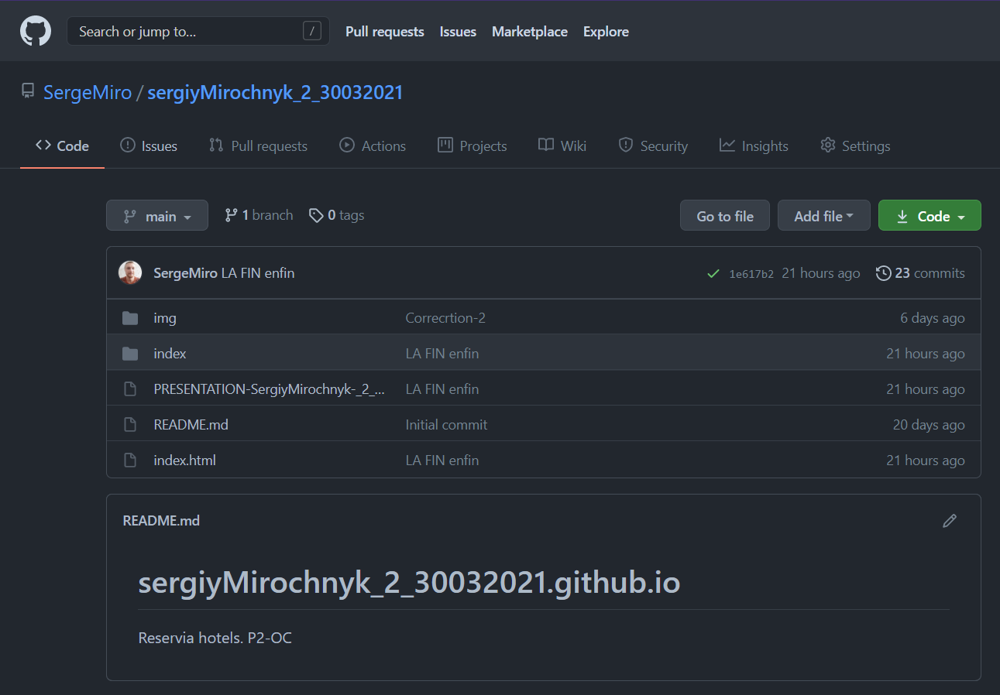 Search or jump to... / Pull requests Issues Marketplace Explore
SergeMiro / sergiyMirochnyk_2_30032021
Code Issues Pull requests Actions Projects Wiki Security Insights Settings
main 1 branch 0 tags Go to file Add file Code
SergeMiro LA FIN enfin 1e617b2 21 hours ago 23 commits
img Correcrtion-2 6 days ago
index LA FIN enfin 21 hours ago
PRESENTATION-SergiyMirochnyk-_2_... LA FIN enfin 21 hours ago
README.md Initial commit 20 days ago
index.html LA FIN enfin 21 hours ago
README.md
sergiyMirochnyk_2_30032021.github.io
Reservia hotels. P2-OC